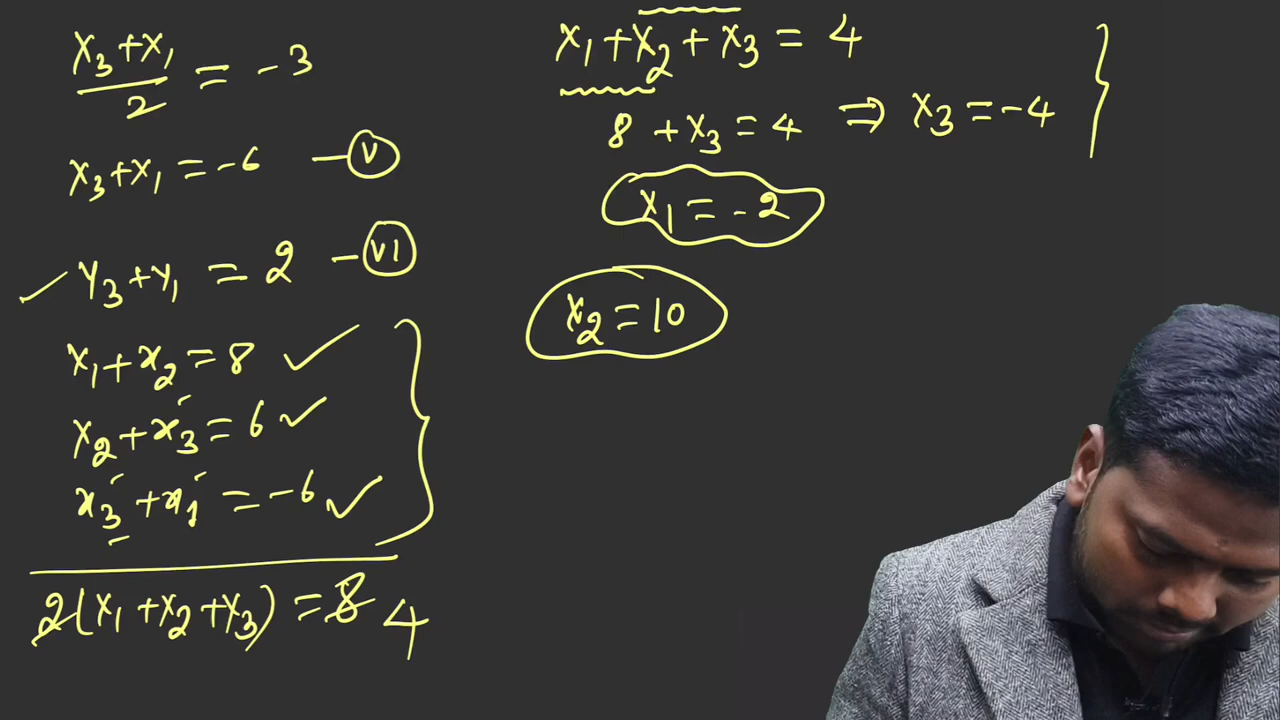 x₃+x₁/2 = -3
x₃+x₁ = -6 — Ⓥ
✓ y₃+y₁ = 2 — (VI)
x₁+x₂ = 8 ✓
x₂+x₃ = 6 ✓
x₃+x₁ = -6 ✓
2(x₁+x₂+x₃) = 8 4
x₁+x₂+x₃ = 4
8+x₃ = 4 ⇒ x₃ = -4
x₁ = -2
x₂ = 10